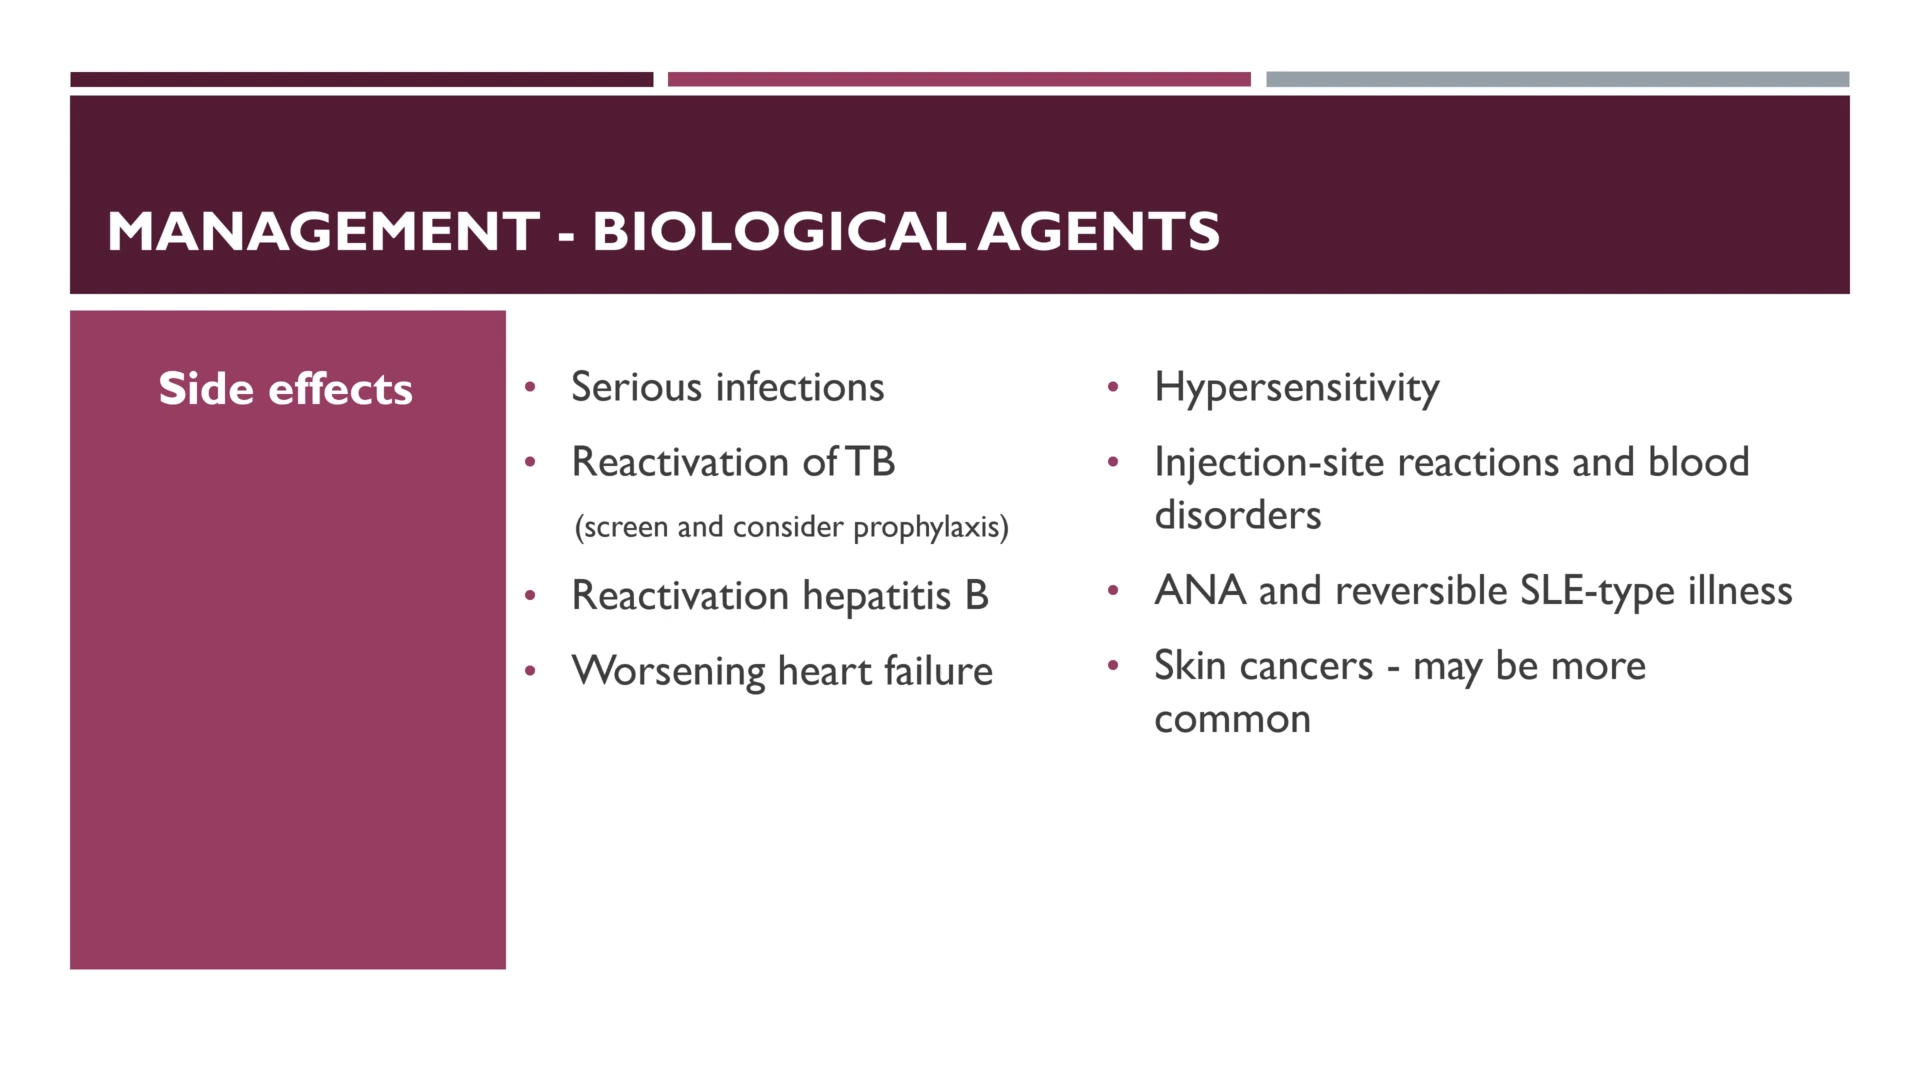 MANAGEMENT - BIOLOGICAL AGENTS
Side effects
• Serious infections
• Reactivation of TB
(screen and consider prophylaxis)
• Reactivation hepatitis B
• Worsening heart failure
• Hypersensitivity
• Injection-site reactions and blood
disorders
• ANA and reversible SLE-type illness
• Skin cancers - may be more
common